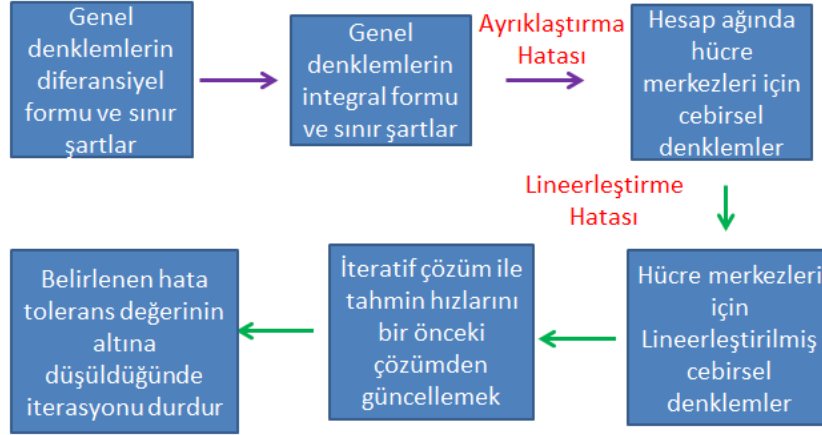 Genel
denklemlerin
diferansiyel
formu ve sınır
şartlar
Genel
denklemlerin
integral formu
ve sınır şartlar
Ayrıklaştırma
Hatası
Hesap ağında
hücre
merkezleri için
cebirsel
denklemler
Lineerleştirme
Hatası
Hücre merkezleri
için
Lineerleştirilmiş
cebirsel
denklemler
İteratif çözüm ile
tahmin hızlarını
bir önceki
çözümden
güncellemek
Belirlenen hata
tolerans değerinin
altına
düşüldüğünde
iterasyonu durdur